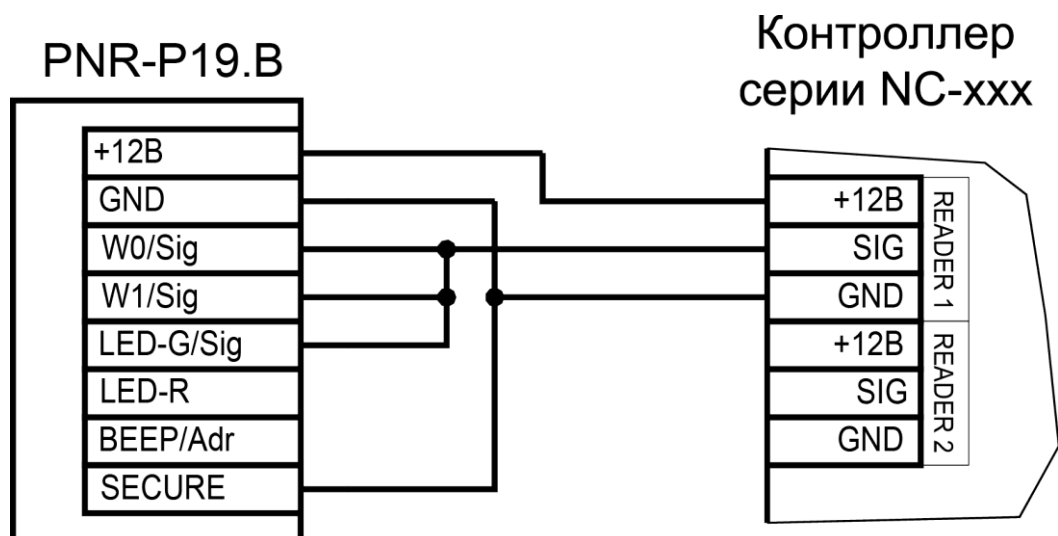 PNR-P19.B
+12В
GND
W0/Sig
W1/Sig
LED-G/Sig
LED-R
BEEP/Adr
SECURE
Контроллер
серии NC-xxx
+12В
SIG
GND
READER 1
+12В
SIG
GND
READER 2